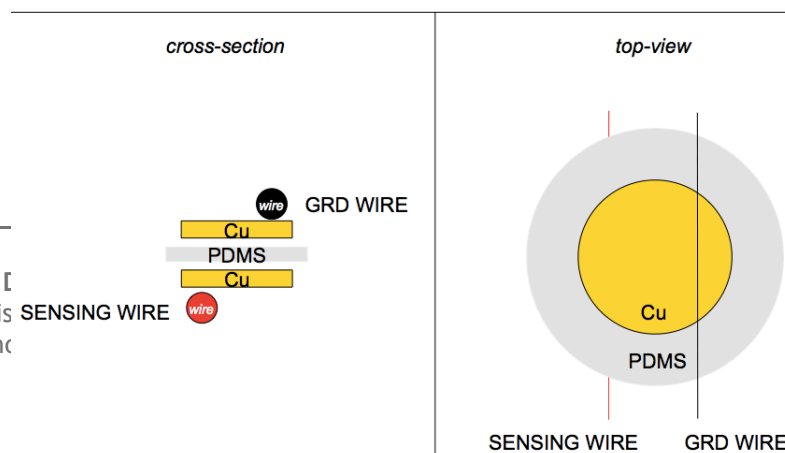 cross-section
top-view
wire
GRD WIRE
Cu
PDMS
Cu
wire
SENSING WIRE
is
Cu
PDMS
SENSING WIRE
GRD WIRE